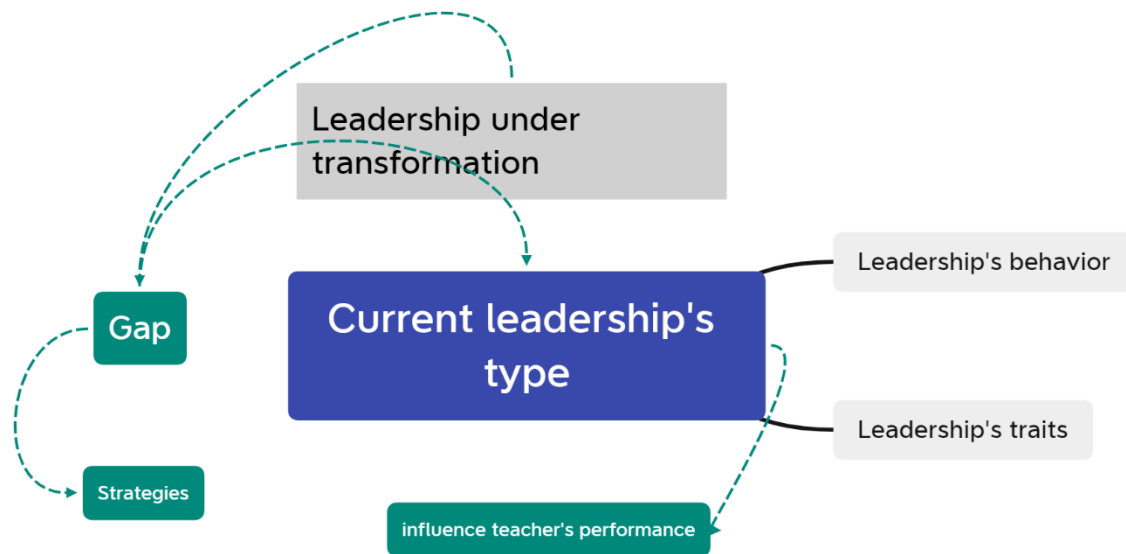 Leadership under
transformation
Leadership's behavior
Gap
Current leadership's
type
Leadership's traits
Strategies
influence teacher's performance